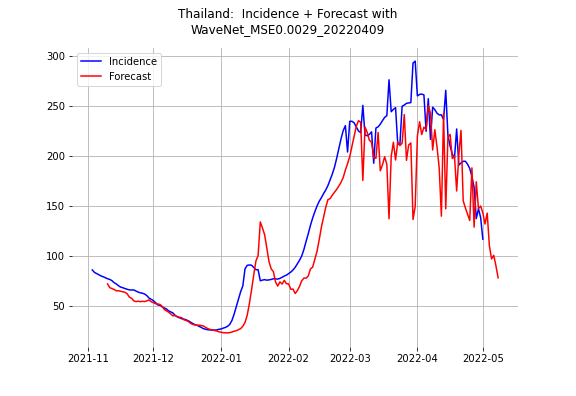 Thailand:  Incidence + Forecast with
WaveNet_MSE0.0029_20220409
Incidence
Forecast
300
250
200
150
100
50
2021-11 2021-12 2022-01 2022-02 2022-03 2022-04 2022-05